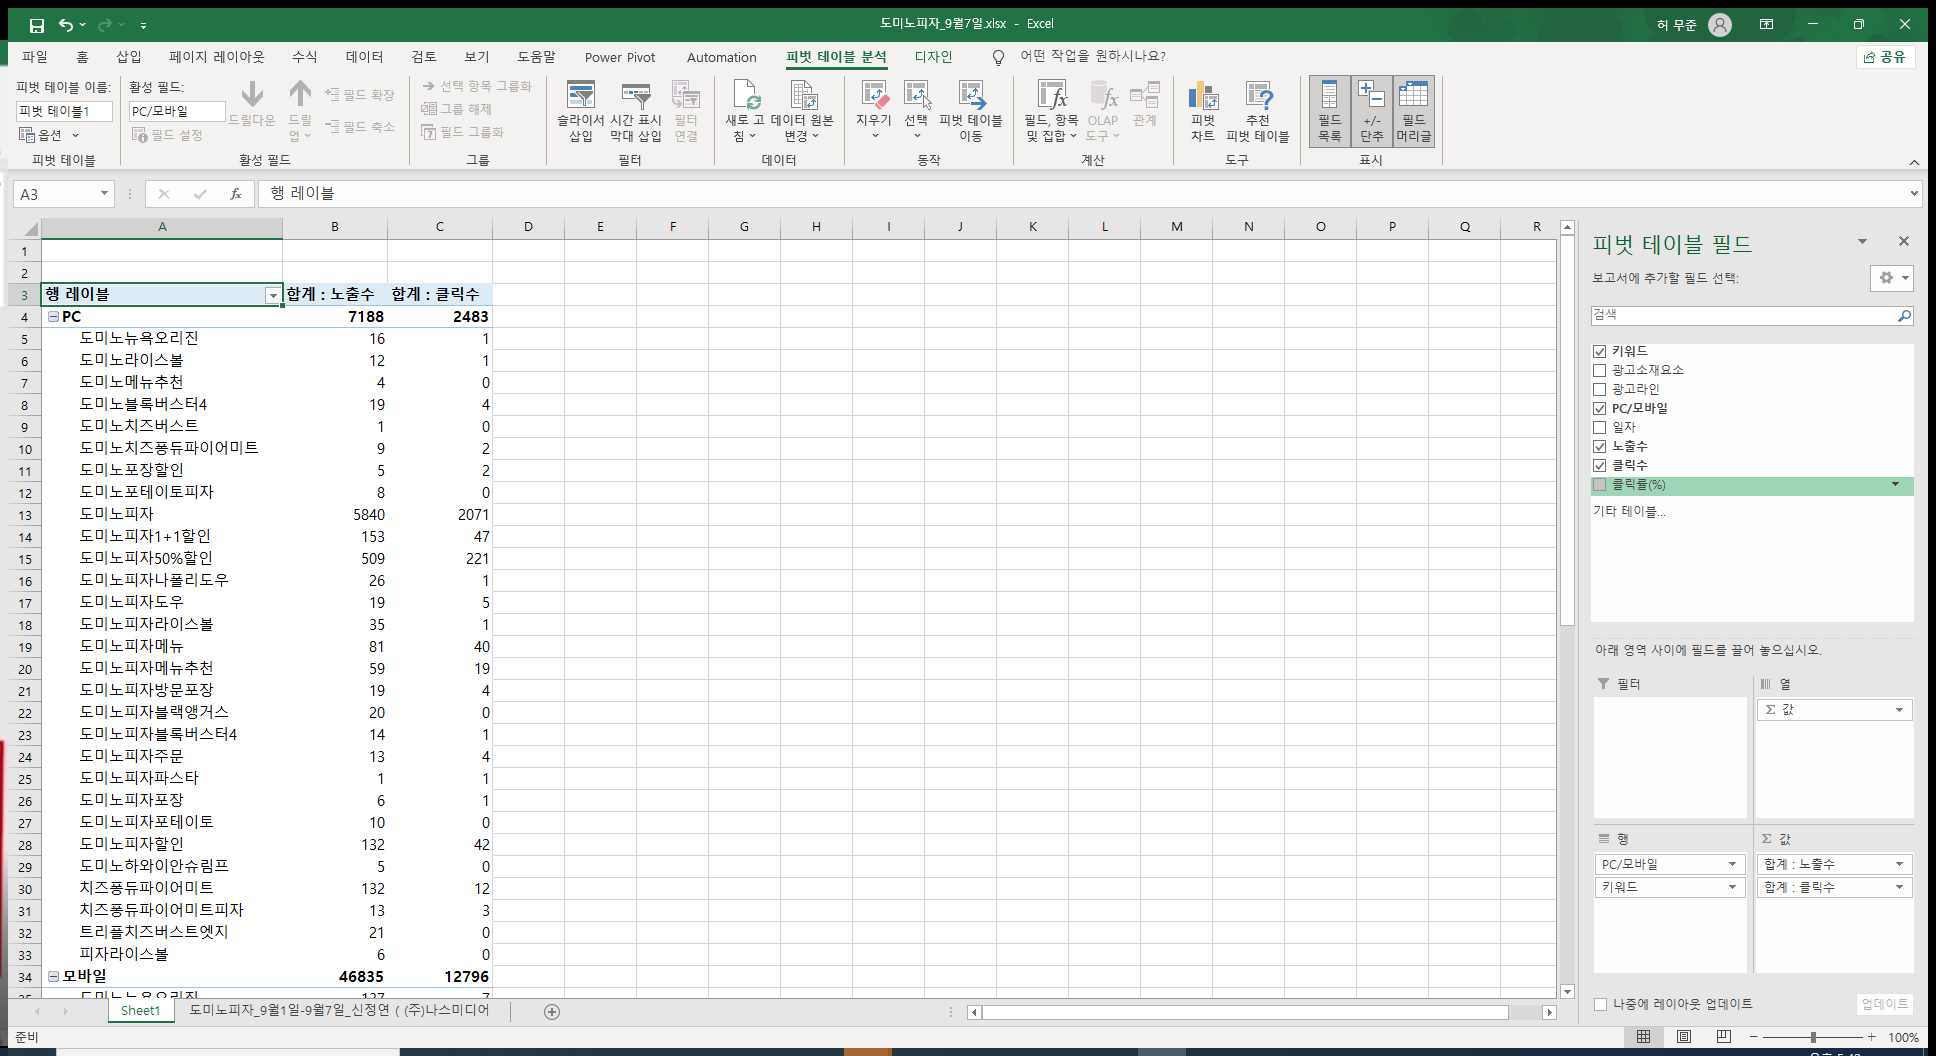 도미노피자_9월7일.xlsx - Excel
허 무준
파일 홈 삽입 페이지 레이아웃 수식 데이터 검토 보기 도움말 Power Pivot Automation 피벗 테이블 분석 디자인 어떤 작업을 원하시나요? 공유
피벗 테이블 이름:
피벗 테이블1
옵션
피벗 테이블
활성 필드:
PC/모바일
필드 설정
드릴다운
드릴
업
필드 확장
필드 축소
활성 필드
선택 항목 그룹화
그룹 해제
필드 그룹화
그룹
슬라이서
삽입
시간 표시
막대 삽입
필터
연결
필터
새로 고
침
데이터 원본
변경
데이터
지우기
선택
피벗 테이블
이동
동작
필드, 항목
및 집합
OLAP
도구
관계
계산
피벗
차트
추천
피벗 테이블
도구
필드
목록
+/-
단추
필드
머리글
표시
A3 fx 행 레이블
A B C D E F G H I J K L M N O P Q R
1
2
3 행 레이블 합계 : 노출수 합계 : 클릭수
4 PC 7188 2483
5 도미노뉴욕오리진 16 1
6 도미노라이스볼 12 1
7 도미노메뉴추천 4 0
8 도미노블록버스터4 19 4
9 도미노치즈버스트 1 0
10 도미노치즈퐁듀파이어미트 9 2
11 도미노포장할인 5 2
12 도미노포테이토피자 8 0
13 도미노피자 5840 2071
14 도미노피자1+1할인 153 47
15 도미노피자50%할인 509 221
16 도미노피자나폴리도우 26 1
17 도미노피자도우 19 5
18 도미노피자라이스볼 35 1
19 도미노피자메뉴 81 40
20 도미노피자메뉴추천 59 19
21 도미노피자방문포장 19 4
22 도미노피자블랙앵거스 20 0
23 도미노피자블록버스터4 14 1
24 도미노피자주문 13 4
25 도미노피자파스타 1 1
26 도미노피자포장 6 1
27 도미노피자포테이토 10 0
28 도미노피자할인 132 42
29 도미노하와이안슈림프 5 0
30 치즈퐁듀파이어미트 132 12
31 치즈퐁듀파이어미트피자 13 3
32 트리플치즈버스트엣지 21 0
33 피자라이스볼 6 0
34 모바일 46835 12796
도미노뉴욕오리진 127 7
Sheet1 도미노피자_9월1일-9월7일_신정연 ( (주)나스미디어
준비
피벗 테이블 필드
보고서에 추가할 필드 선택:
검색
키워드
광고소재요소
광고라인
PC/모바일
일자
노출수
클릭수
클릭률(%)
기타 테이블...
아래 영역 사이에 필드를 끌어 놓으십시오.
필터
열
Σ 값
행
PC/모바일
키워드
Σ 값
합계 : 노출수
합계 : 클릭수
나중에 레이아웃 업데이트 업데이트
100%